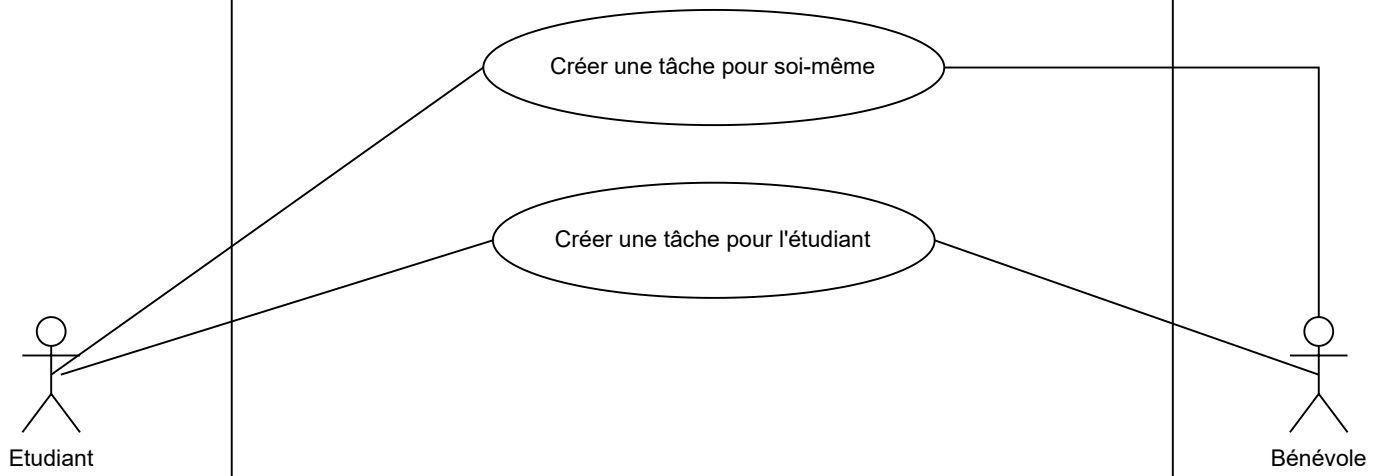 Créer une tâche pour soi-même
Créer une tâche pour l'étudiant
Etudiant
Bénévole